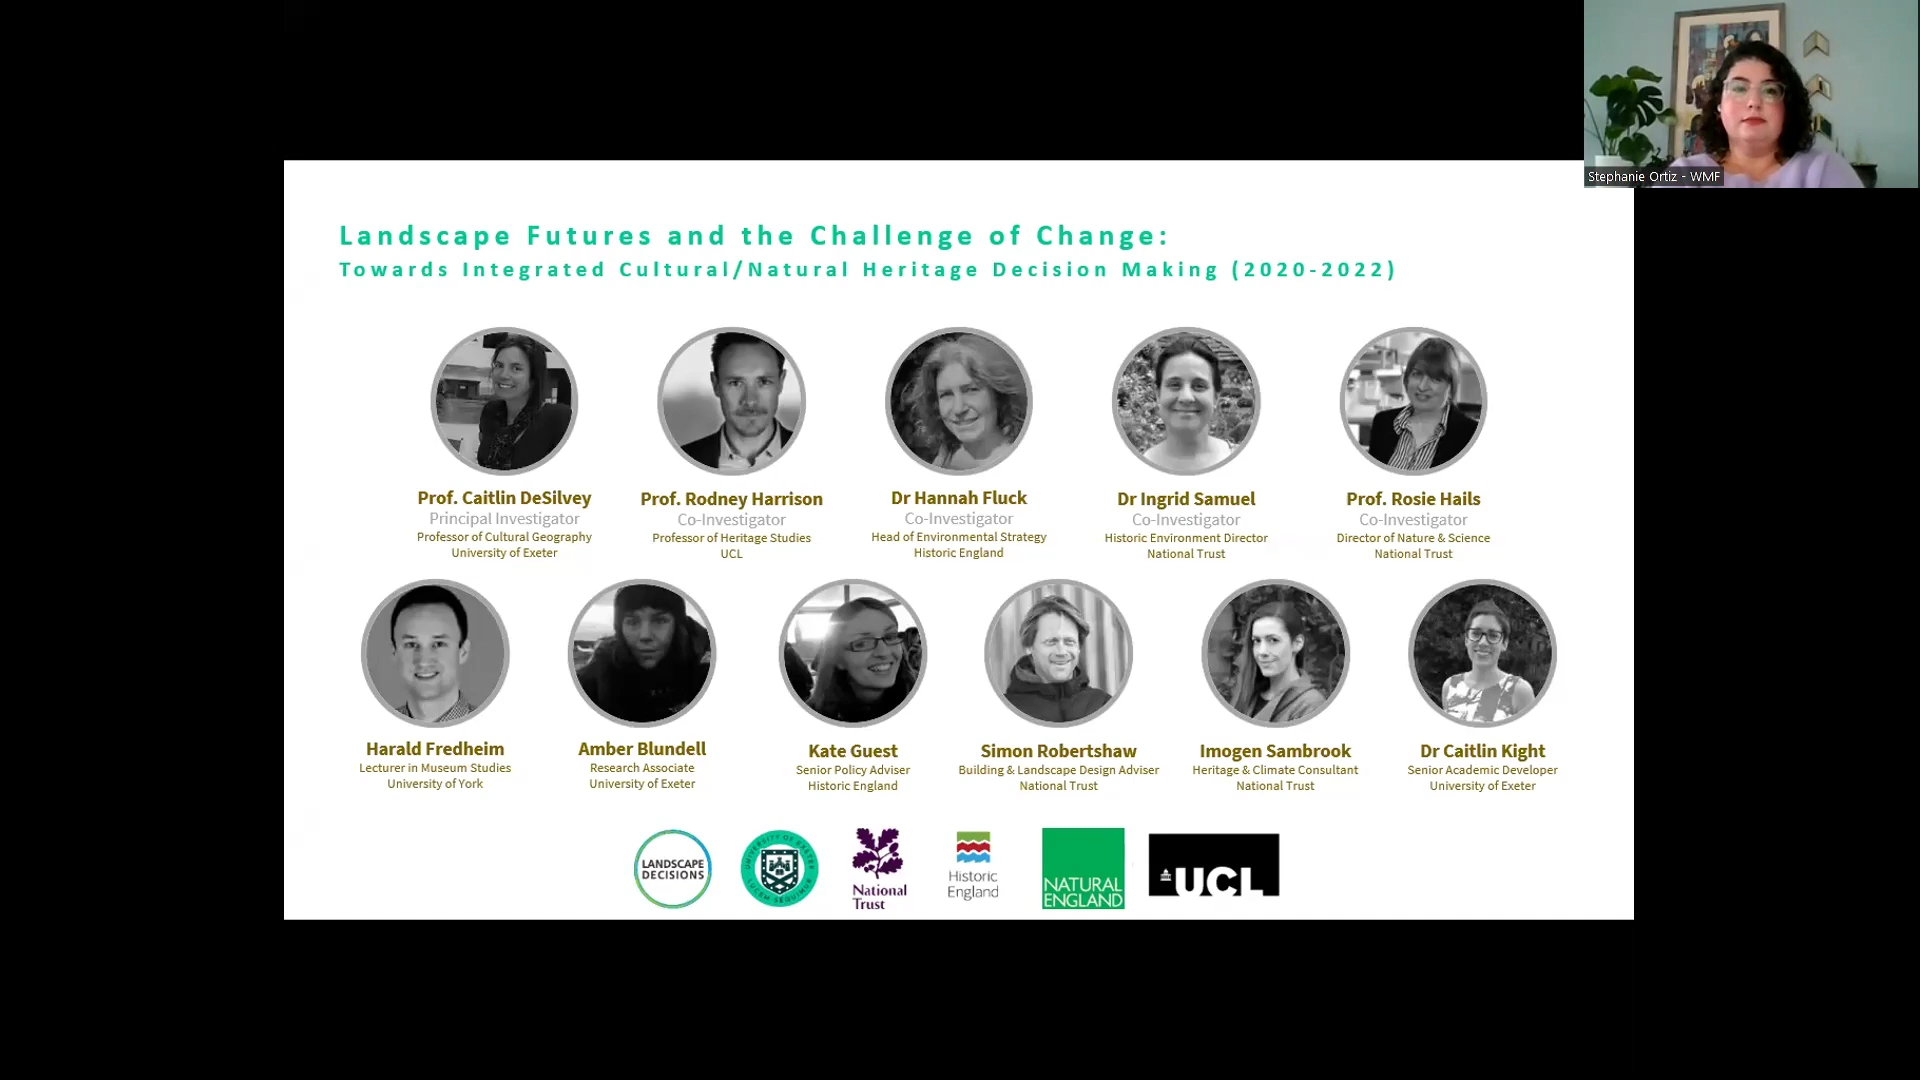 Stephanie Ortiz - WMF
Landscape Futures and the Challenge of Change:
Towards Integrated Cultural/Natural Heritage Decision Making (2020-2022)
Prof. Caitlin DeSilvey
Principal Investigator
Professor of Cultural Geography
University of Exeter
Prof. Rodney Harrison
Co-Investigator
Professor of Heritage Studies
UCL
Dr Hannah Fluck
Co-Investigator
Head of Environmental Strategy
Historic England
Dr Ingrid Samuel
Co-Investigator
Historic Environment Director
National Trust
Prof. Rosie Hails
Co-Investigator
Director of Nature & Science
National Trust
Harald Fredheim
Lecturer in Museum Studies
University of York
Amber Blundell
Research Associate
University of Exeter
Kate Guest
Senior Policy Adviser
Historic England
Simon Robertshaw
Building & Landscape Design Adviser
National Trust
Imogen Sambrook
Heritage & Climate Consultant
National Trust
Dr Caitlin Kight
Senior Academic Developer
University of Exeter
LANDSCAPE
DECISIONS
UNIVERSITY OF EXETER
LUCEM SEQUIMUR
National
Trust
Historic
England
NATURAL
ENGLAND
UCL